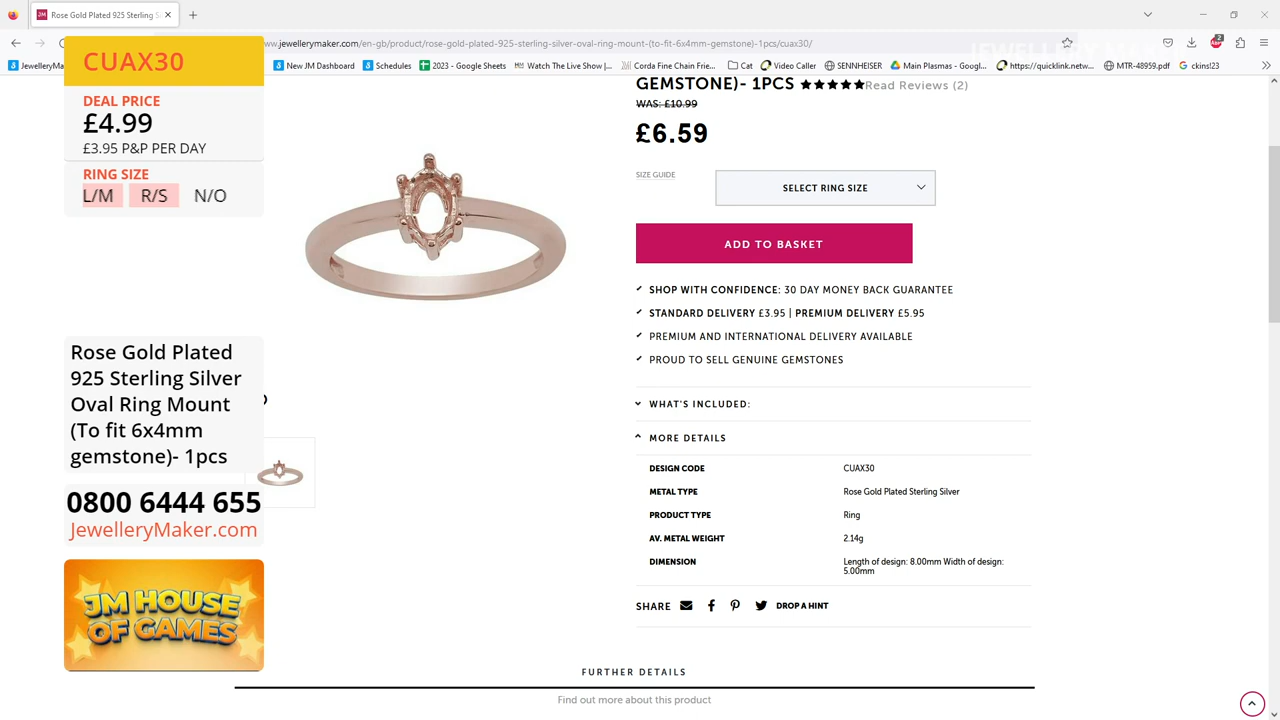 Rose Gold Plated 925 Sterling S
www.jewellerymaker.com/en-gb/product/rose-gold-plated-925-sterling-silver-oval-ring-mount-(to-fit-6x4mm-gemstone)-1pcs/cuax30/
JewelleryMa
New JM Dashboard
Schedules
2023 - Google Sheets
Watch The Live Show |...
Corda Fine Chain Frie...
Cat
Video Caller
SENNHEISER
Main Plasmas - Googl...
https://quicklink.netw...
MTR-48959.pdf
ckins13
CUAX30
DEAL PRICE
£4.99
£3.95 P&P PER DAY
RING SIZE
L/M R/S N/O
Rose Gold Plated
925 Sterling Silver
Oval Ring Mount
(To fit 6x4mm
gemstone)- 1pcs
0800 6444 655
JewelleryMaker.com
JM HOUSE
OF GAMES
GEMSTONE)- 1PCS Read Reviews (2)
WAS: £10.99
£6.59
SIZE GUIDE
SELECT RING SIZE
ADD TO BASKET
SHOP WITH CONFIDENCE: 30 DAY MONEY BACK GUARANTEE
STANDARD DELIVERY £3.95 | PREMIUM DELIVERY £5.95
PREMIUM AND INTERNATIONAL DELIVERY AVAILABLE
PROUD TO SELL GENUINE GEMSTONES
WHAT'S INCLUDED:
MORE DETAILS
DESIGN CODE CUAX30
METAL TYPE Rose Gold Plated Sterling Silver
PRODUCT TYPE Ring
AV. METAL WEIGHT 2.14g
DIMENSION Length of design: 8.00mm Width of design:
5.00mm
SHARE DROP A HINT
FURTHER DETAILS
Find out more about this product